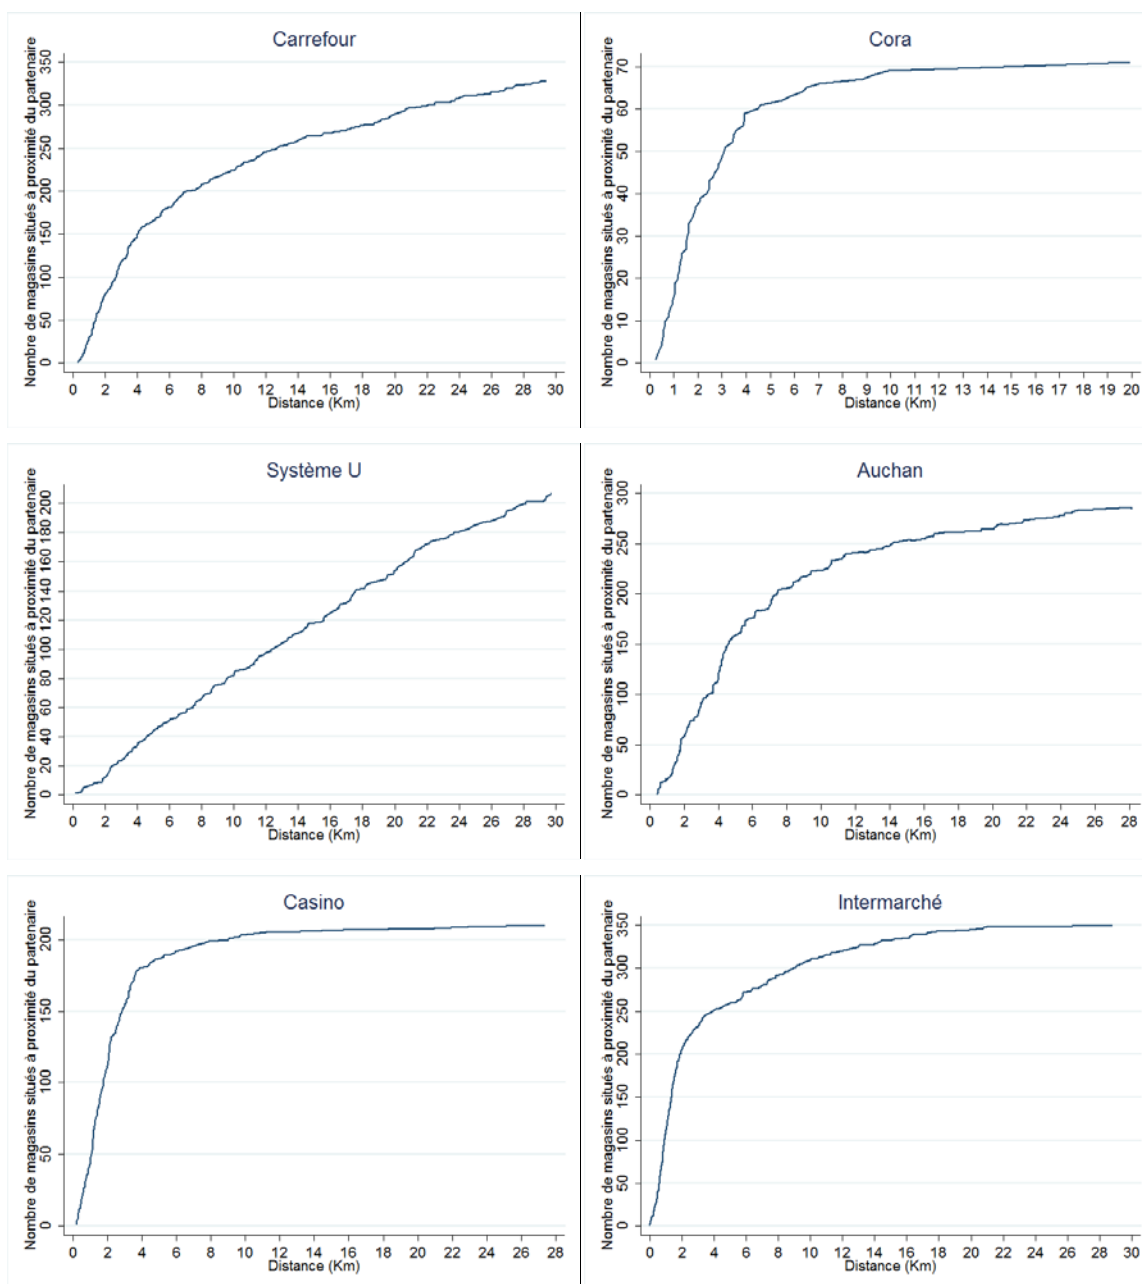 Carrefour
Nombre de magasins situés à proximité du partenaire
350
300
250
200
150
100
50
0
0 2 4 6 8 10 12 14 16 18 20 22 24 26 28 30
Distance (Km)
Cora
Nombre de magasins situés à proximité du partenaire
70
60
50
40
30
20
10
0
0 1 2 3 4 5 6 7 8 9 10 11 12 13 14 15 16 17 18 19 20
Distance (Km)
Système U
Nombre de magasins situés à proximité du partenaire
200
180
160
140
120
100
80
60
40
20
0
0 2 4 6 8 10 12 14 16 18 20 22 24 26 28 30
Distance (Km)
Auchan
Nombre de magasins situés à proximité du partenaire
300
250
200
150
100
50
0
0 2 4 6 8 10 12 14 16 18 20 22 24 26 28
Distance (Km)
Casino
Nombre de magasins situés à proximité du partenaire
200
150
100
50
0
0 2 4 6 8 10 12 14 16 18 20 22 24 26 28
Distance (Km)
Intermarché
Nombre de magasins situés à proximité du partenaire
350
300
250
200
150
100
50
0
0 2 4 6 8 10 12 14 16 18 20 22 24 26 28 30
Distance (Km)